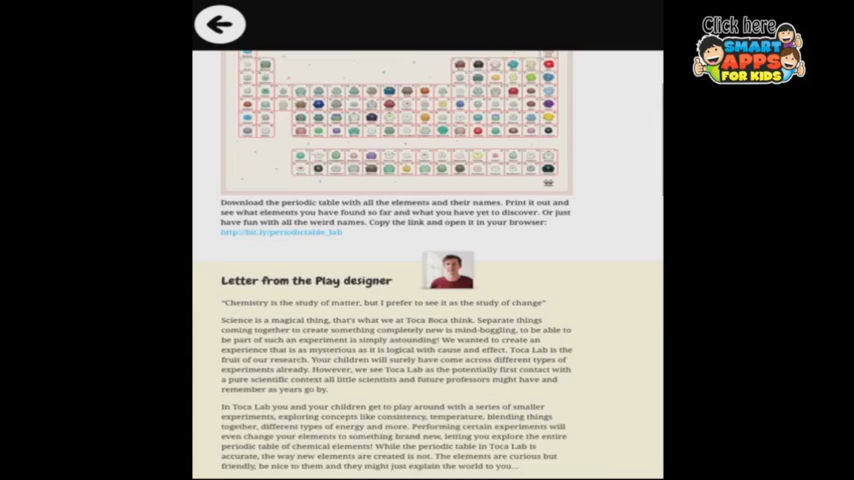 Click here
SMART
APPS
FOR KIDS
Download the periodic table with all the elements and their names. Print it out and
see what elements you have found so far and what you have yet to discover. Or just
have fun with all the weird names. Copy the link and open it in your browser:
http://bit.ly/periodictable_lab
Letter from the Play designer
"Chemistry is the study of matter, but I prefer to see it as the study of change"
Science is a magical thing, that's what we at Toca Boca think. Separate things
coming together to create something completely new is mind-boggling, to be able to
be part of such an experiment is simply astounding! We wanted to create an
experience that is as mysterious as it is logical with cause and effect. Toca Lab is the
fruit of our research. Your children will surely have come across different types of
experiments already. However, we see Toca Lab as the potentially first contact with
a pure scientific context all little scientists and future professors might have and
remember as years go by.
In Toca Lab you and your children get to play around with a series of smaller
experiments, exploring concepts like consistency, temperature, blending things
together, different types of energy and more. Performing certain experiments will
even change your elements to something brand new, letting you explore the entire
periodic table of chemical elements! While the periodic table in Toca Lab is
accurate, the way new elements are created is not. The elements are curious but
friendly, be nice to them and they might just explain the world to you...